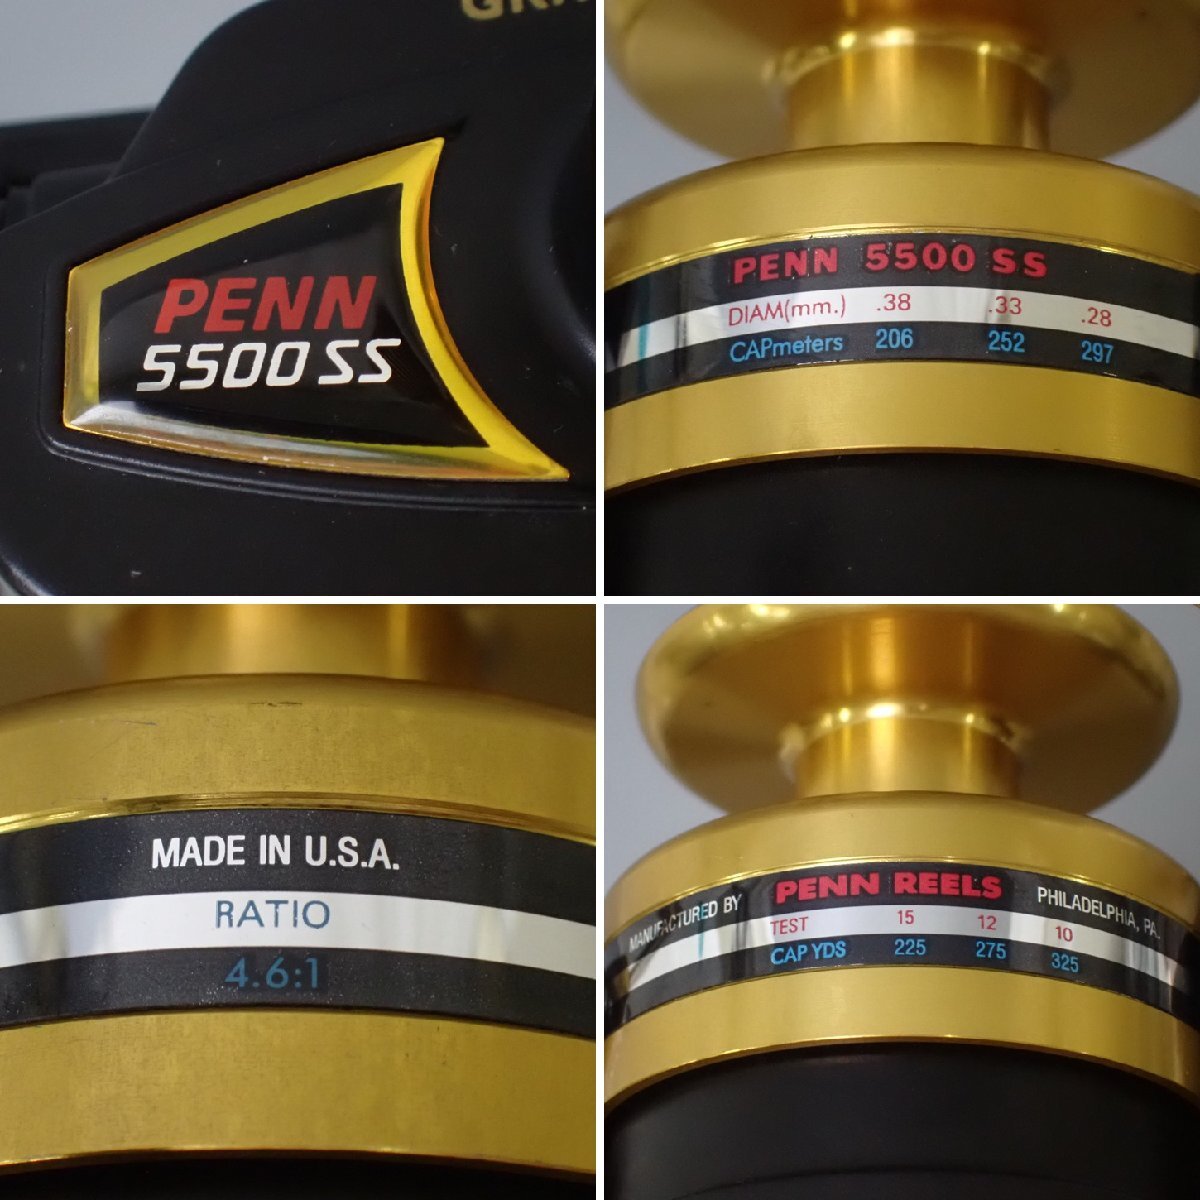 PENN
5500 SS
PENN 5500 SS
DIAM(mm.) .38 .33 .28
CAPmeters 206 252 297
MADE IN U.S.A.
RATIO
4.6:1
MANUFACTURED BY PENN REELS PHILADELPHIA, PA.
TEST 15 12 10
CAP YDS 225 275 325